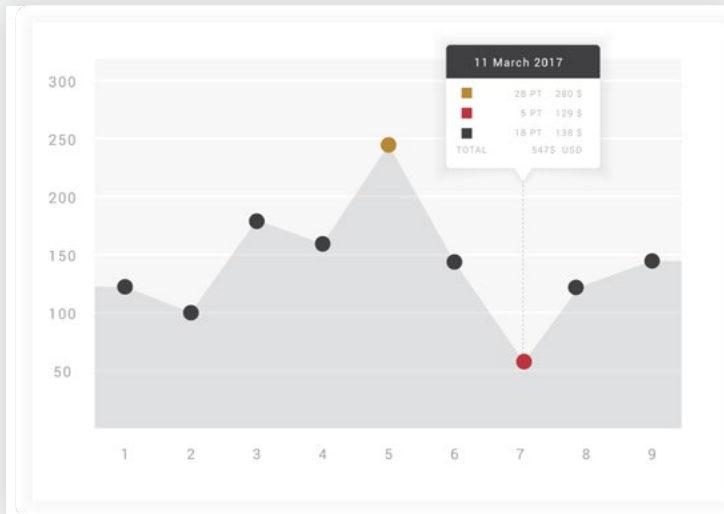 11 March 2017
28 PT 280 $
5 PT 129 $
18 PT 138 $
TOTAL 547$ USD
300
250
200
150
100
50
1 2 3 4 5 6 7 8 9